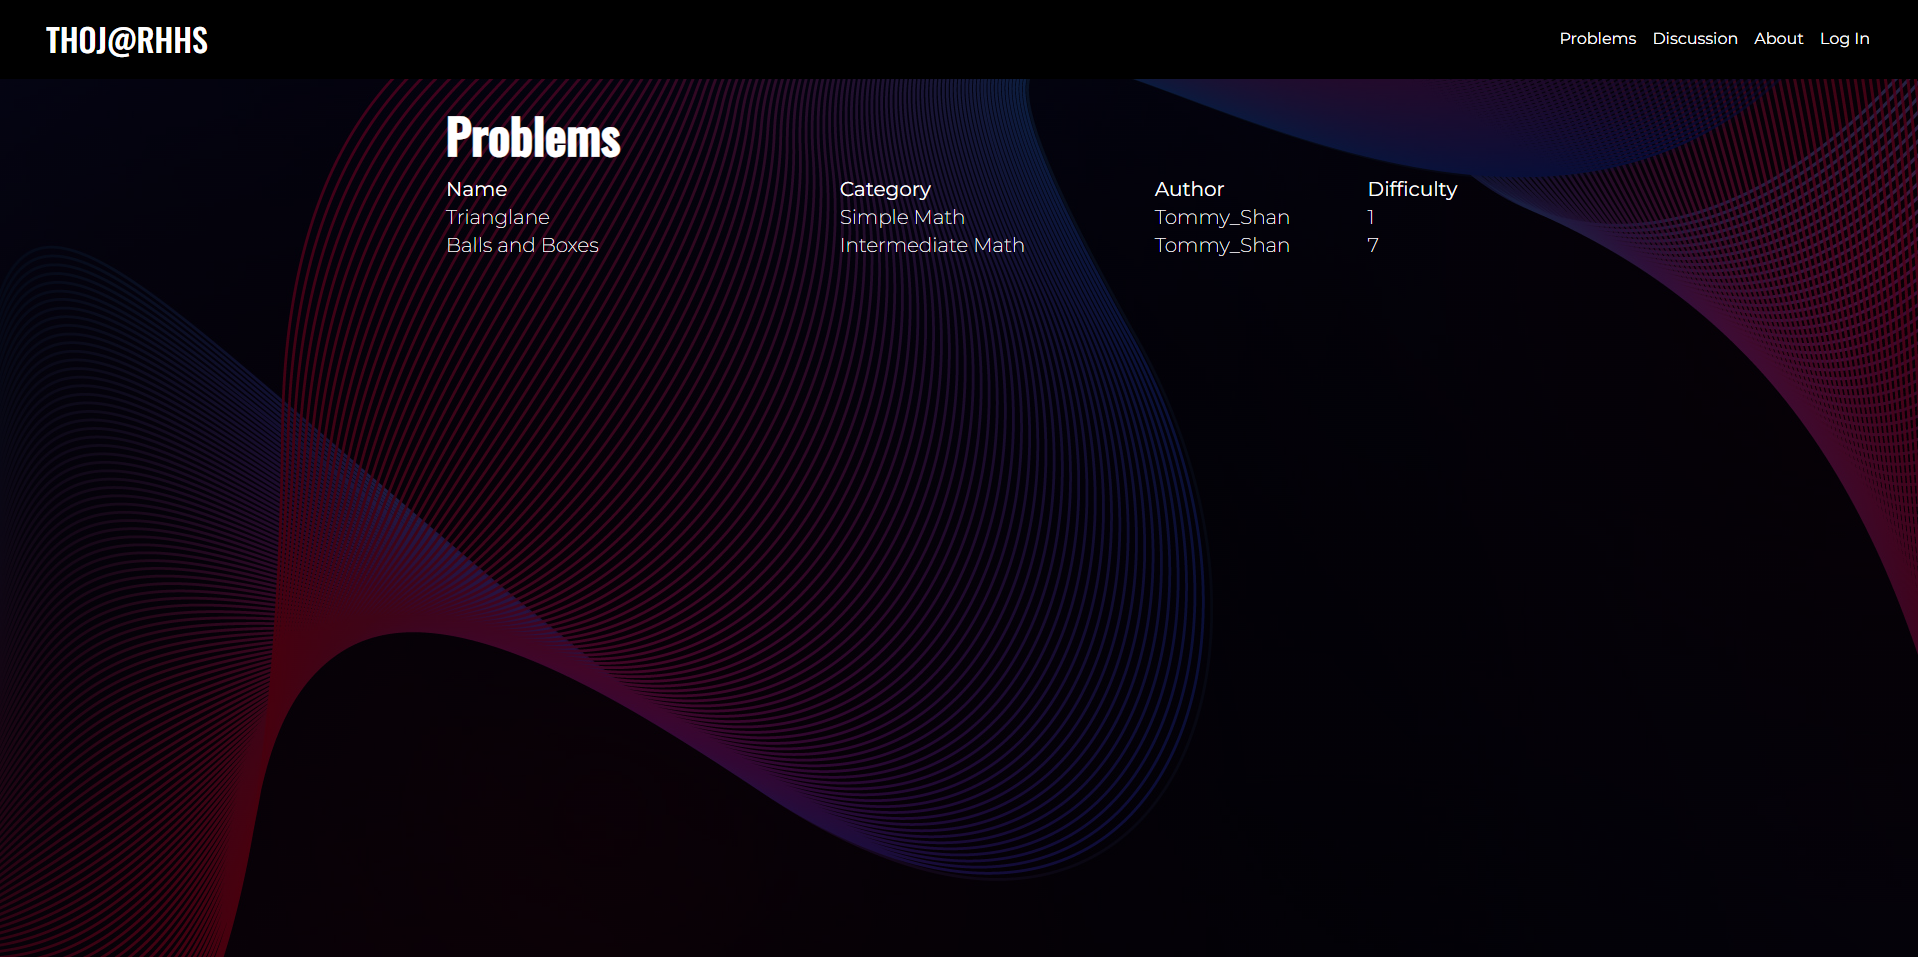 THOJ@RHHS
Problems Discussion About Log In
Problems
Name Category Author Difficulty
Trianglane Simple Math Tommy_Shan 1
Balls and Boxes Intermediate Math Tommy_Shan 7